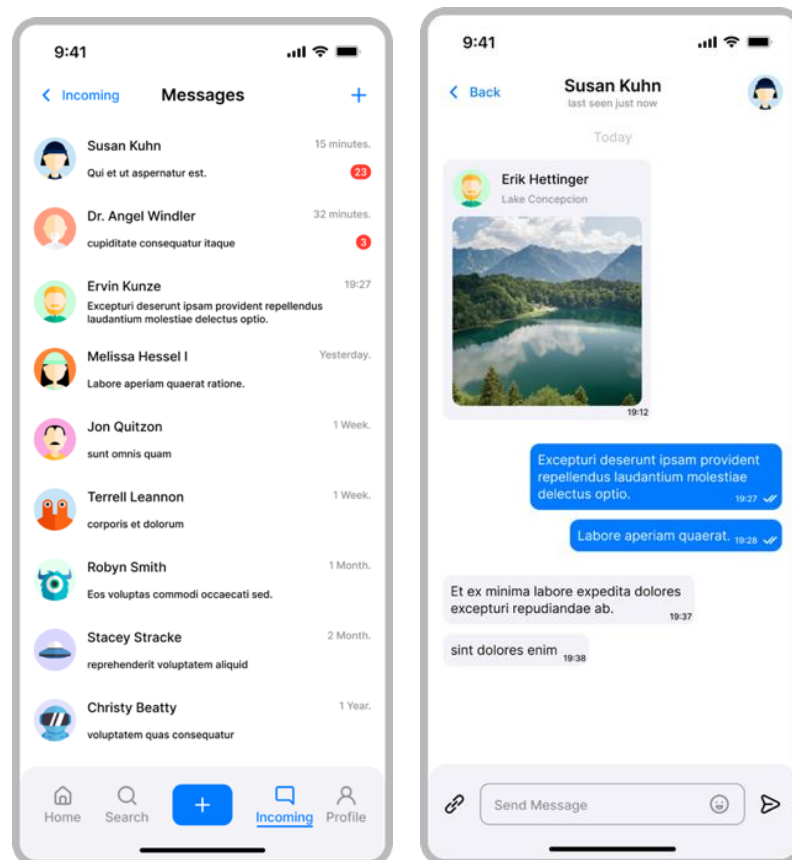 9:41
Incoming
Messages
Susan Kuhn
15 minutes.
Qui et ut aspernatur est.
23
Dr. Angel Windler
32 minutes.
cupiditate consequatur itaque
3
Ervin Kunze
19:27
Excepturi deserunt ipsam provident repellendus
laudantium molestiae delectus optio.
Melissa Hessel I
Yesterday.
Labore aperiam quaerat ratione.
Jon Quitzon
1 Week.
sunt omnis quam
Terrell Leannon
1 Week.
corporis et dolorum
Robyn Smith
1 Month.
Eos voluptas commodi occaecati sed.
Stacey Stracke
2 Month.
reprehenderit voluptatem aliquid
Christy Beatty
1 Year.
voluptatem quas consequatur
Home
Search
Incoming
Profile
9:41
Back
Susan Kuhn
last seen just now
Today
Erik Hettinger
Lake Concepcion
19:12
Excepturi deserunt ipsam provident
repellendus laudantium molestiae
delectus optio.
19:27
Labore aperiam quaerat.
19:28
Et ex minima labore expedita dolores
excepturi repudiandae ab.
19:37
sint dolores enim
19:38
Send Message